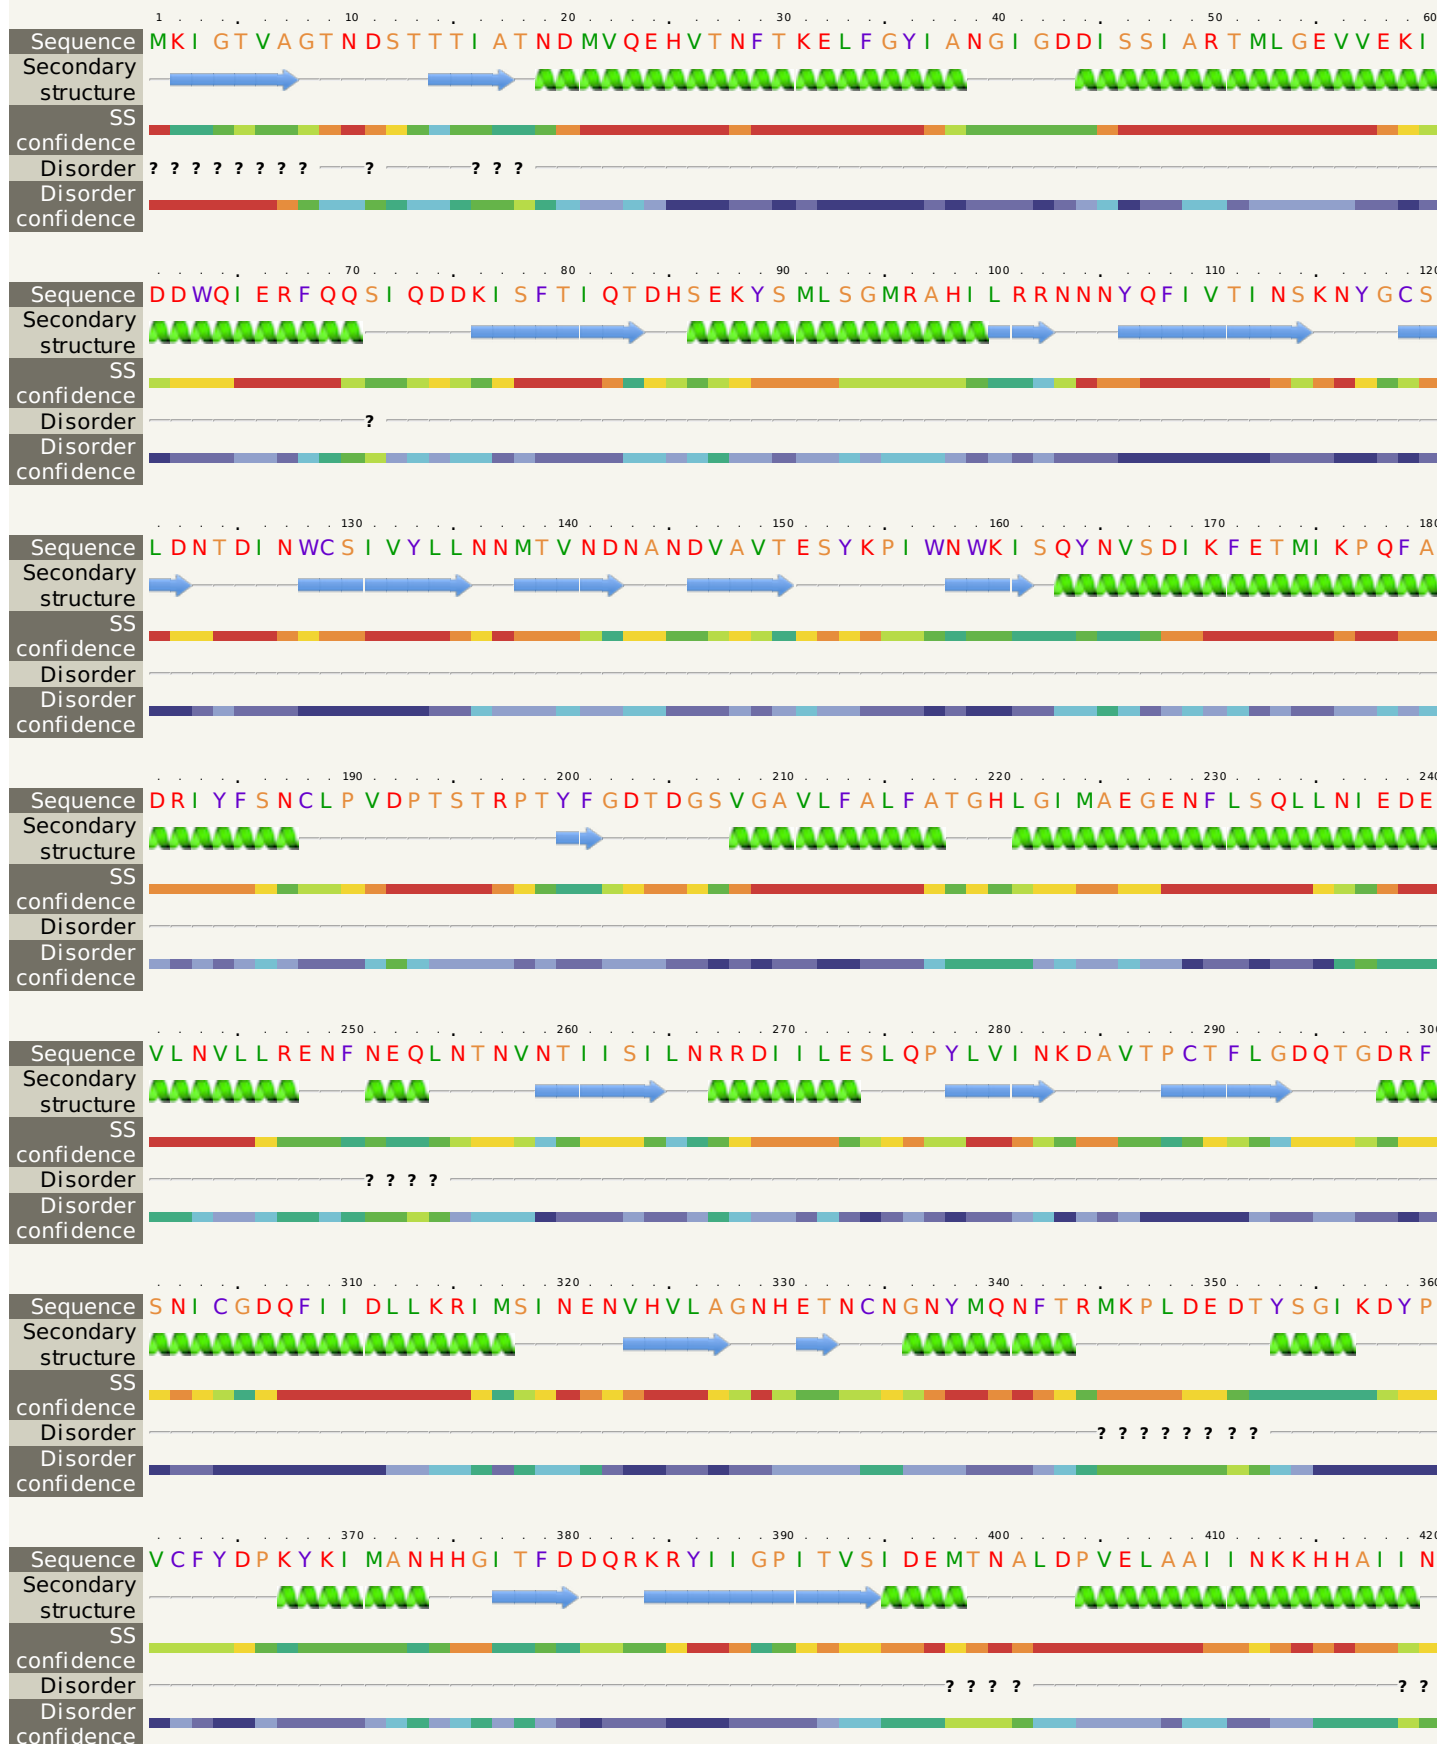 1 10 20 30 40 50 60
Sequence MKIGTVAGTNDSTTTIATNDMVQEHVTNFTKELFGYIANGIGDDISSIARTMLGEVVEKI
Secondary
structure
SS
confidence
Disorder ? ? ? ? ? ? ? ? ? ? ? ?
Disorder
confidence
70 80 90 100 110 120
Sequence DDWQIERFQQSIQDDKISFTIQTDHSEKYSMLSGMRAHILRRNNNYQFIVTINSKNYGCS
Secondary
structure
SS
confidence
Disorder ?
Disorder
confidence
130 140 150 160 170 180
Sequence LDNTDINWCSIVYLLNNMTVNDNANDVAVTESYKPIWNWKISQYNVSDIKFETMIKPQFA
Secondary
structure
SS
confidence
Disorder
Disorder
confidence
190 200 210 220 230 240
Sequence DRIYFSNCLPVDPTSTRPTYFGDTDGSVGAVLFALFATGHLGIMAEGENFLSQLLNIEDE
Secondary
structure
SS
confidence
Disorder
Disorder
confidence
250 260 270 280 290 300
Sequence VLNVLLRENFNEQLNTNVNTIISILNRRDIILESLQPYLVINKDAVTPCTFLGDQTGDRF
Secondary
structure
SS
confidence
Disorder ? ? ? ?
Disorder
confidence
310 320 330 340 350 360
Sequence SNICGDQFIIDLLKRIMSINENVHVLAGNHETNCNGNYMQNFTRMKPLDEDTYSGIKDYP
Secondary
structure
SS
confidence
Disorder ? ? ? ? ? ? ? ?
Disorder
confidence
370 380 390 400 410 420
Sequence VCFYDPKYKIMANHHGITFDDQRKRYIIGPITVSIDEMTNALDPVELAAIINKKHHAIIN
Secondary
structure
SS
confidence
Disorder ? ? ? ? ? ?
Disorder
confidence